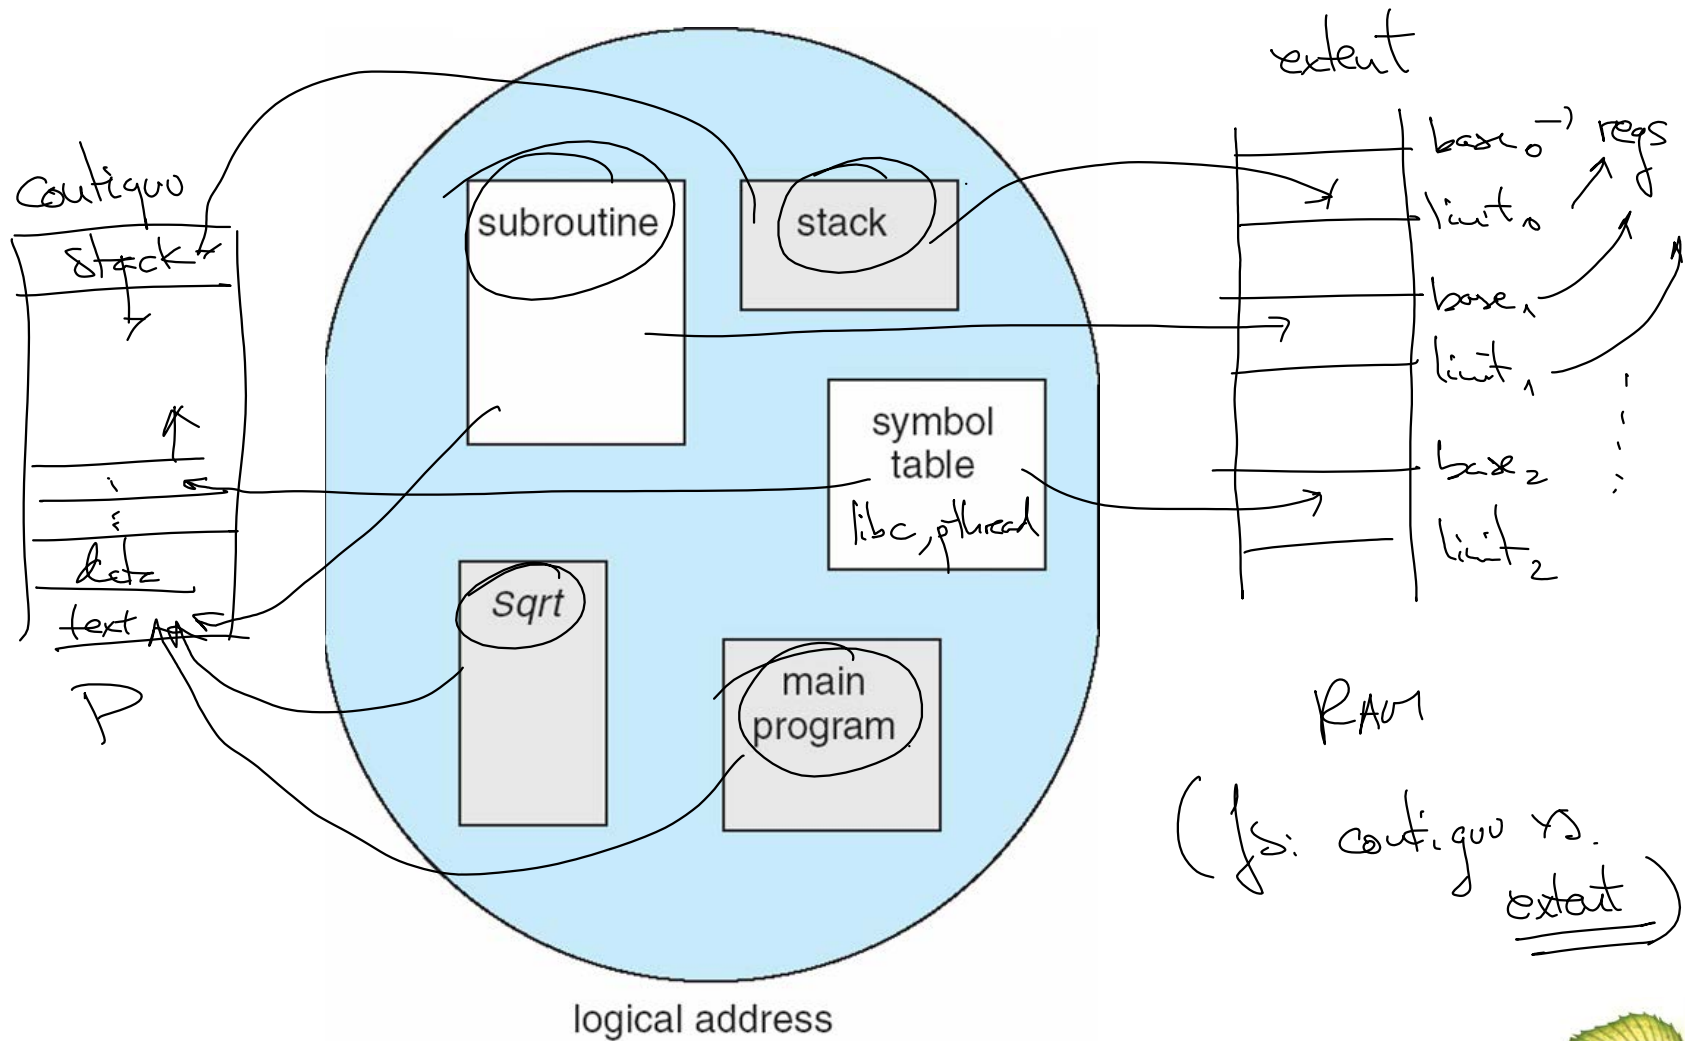 extent
contiguo
stack
data
text
P
subroutine
stack
symbol
table
libc, pthread
Sqrt
main
program
base₀ → regs
limit₀
base₁
limit₁
base₂
limit₂
RAM
(fs: contiguo vs.
extent)
logical address